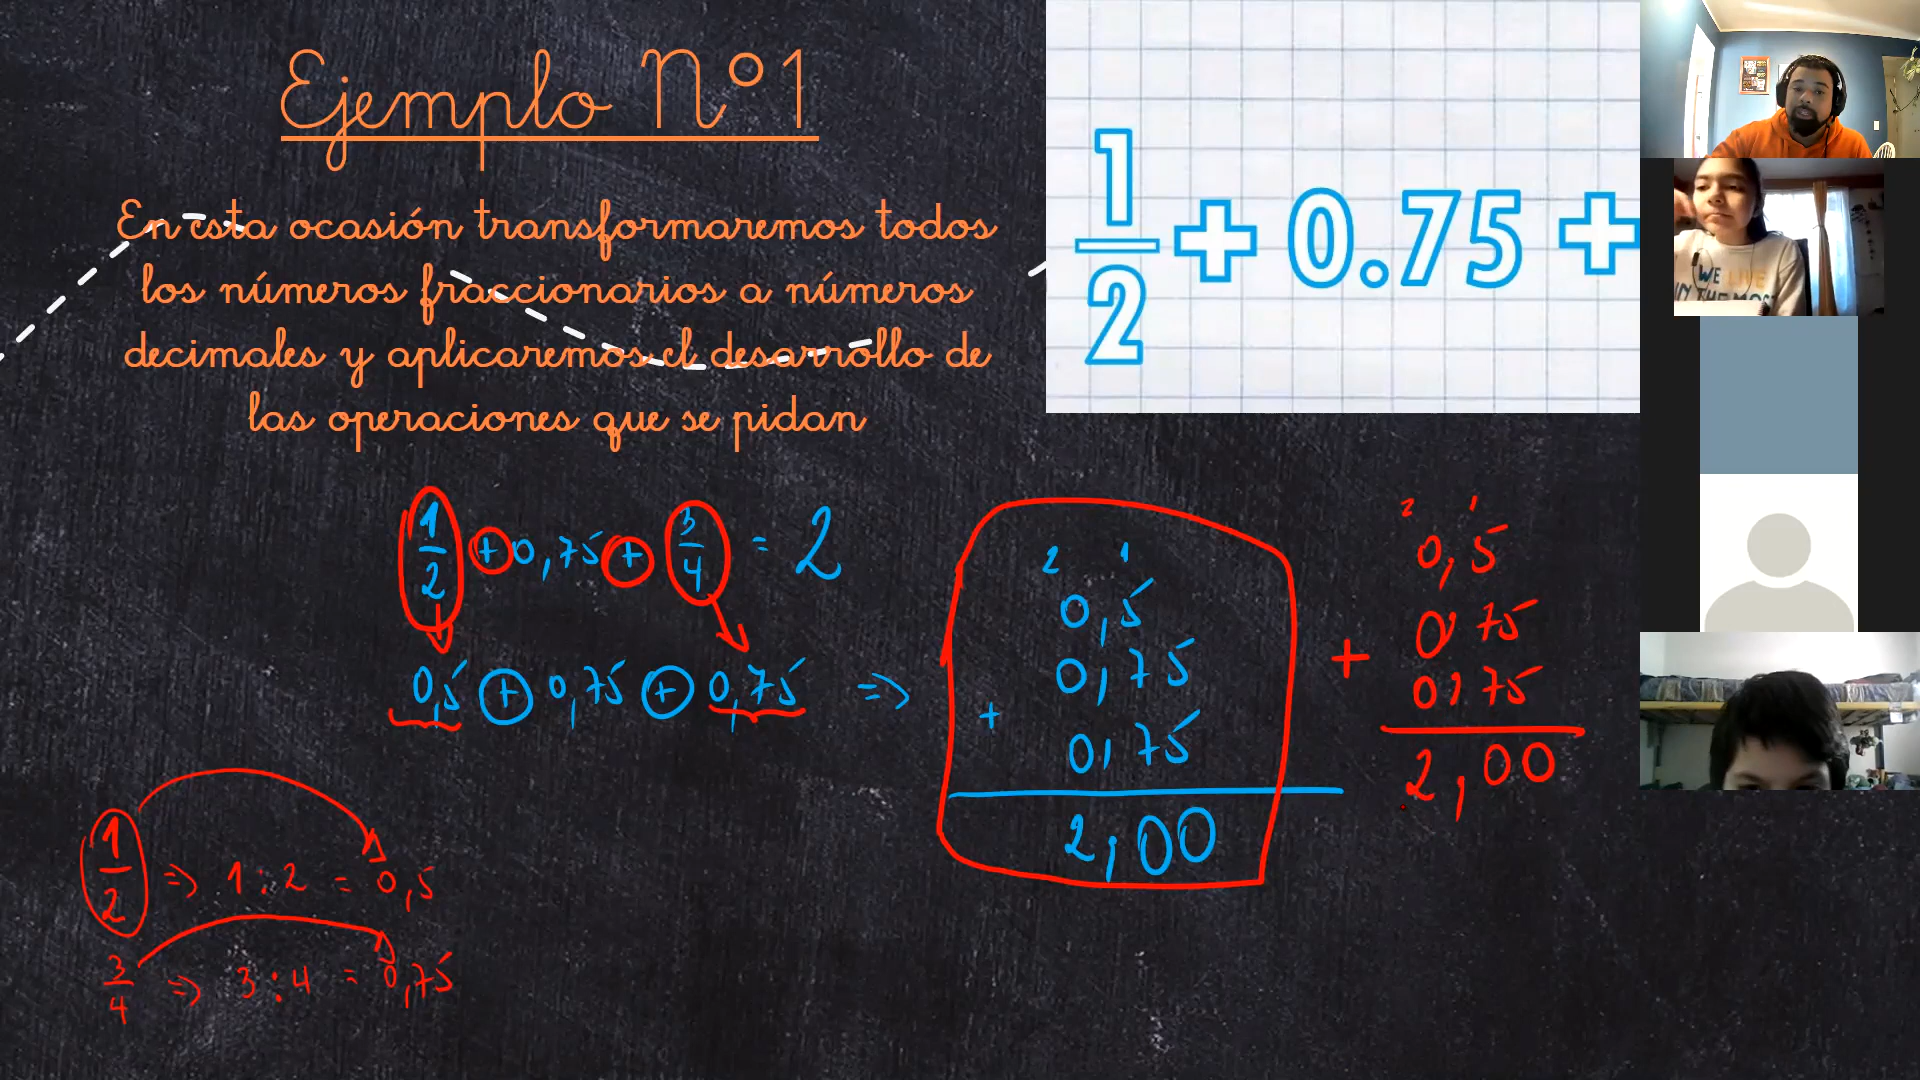 Ejemplo N°1
En esta ocasión transformaremos todos
los números fraccionarios a números
decimales y aplicaremos el desarrollo de
las operaciones que se pidan
1/2 + 0.75 +
1/2 + 0,75 + 3/4 = 2
0,5 + 0,75 + 0,75 =>
2 1
0,5
0,75
+ 0,75
2,00
2 1
0,5
0,75
+ 0,75
2,00
1/2 => 1:2 = 0,5
3/4 => 3:4 = 0,75
WE LIVE
IN THE MOST